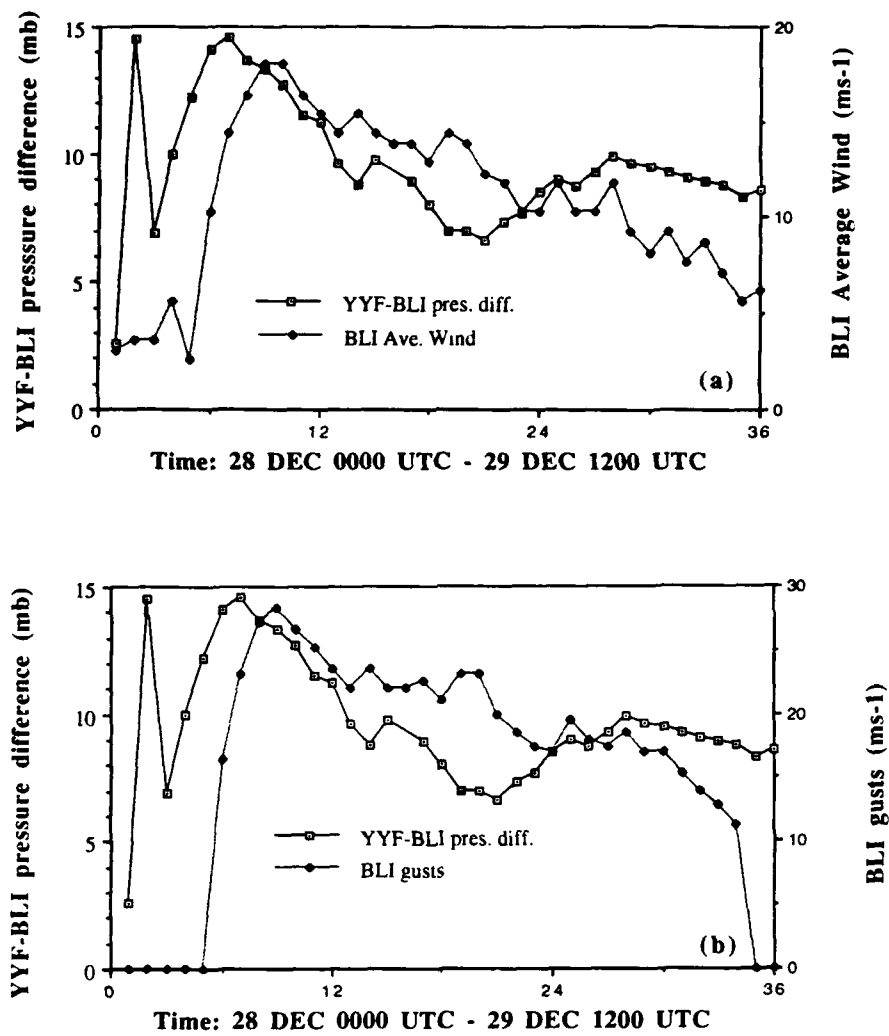 15
10
5
0
YYF-BLI presssure difference (mb)
20
10
0
BLI Average Wind (ms-1)
YYF-BLI pres. diff.
BLI Ave. Wind
(a)
0
12
24
36
Time: 28 DEC 0000 UTC - 29 DEC 1200 UTC
15
10
5
0
YYF-BLI pressure difference (mb)
30
20
10
0
BLI gusts (ms-1)
YYF-BLI pres. diff.
BLI gusts
(b)
0
12
24
36
Time: 28 DEC 0000 UTC - 29 DEC 1200 UTC